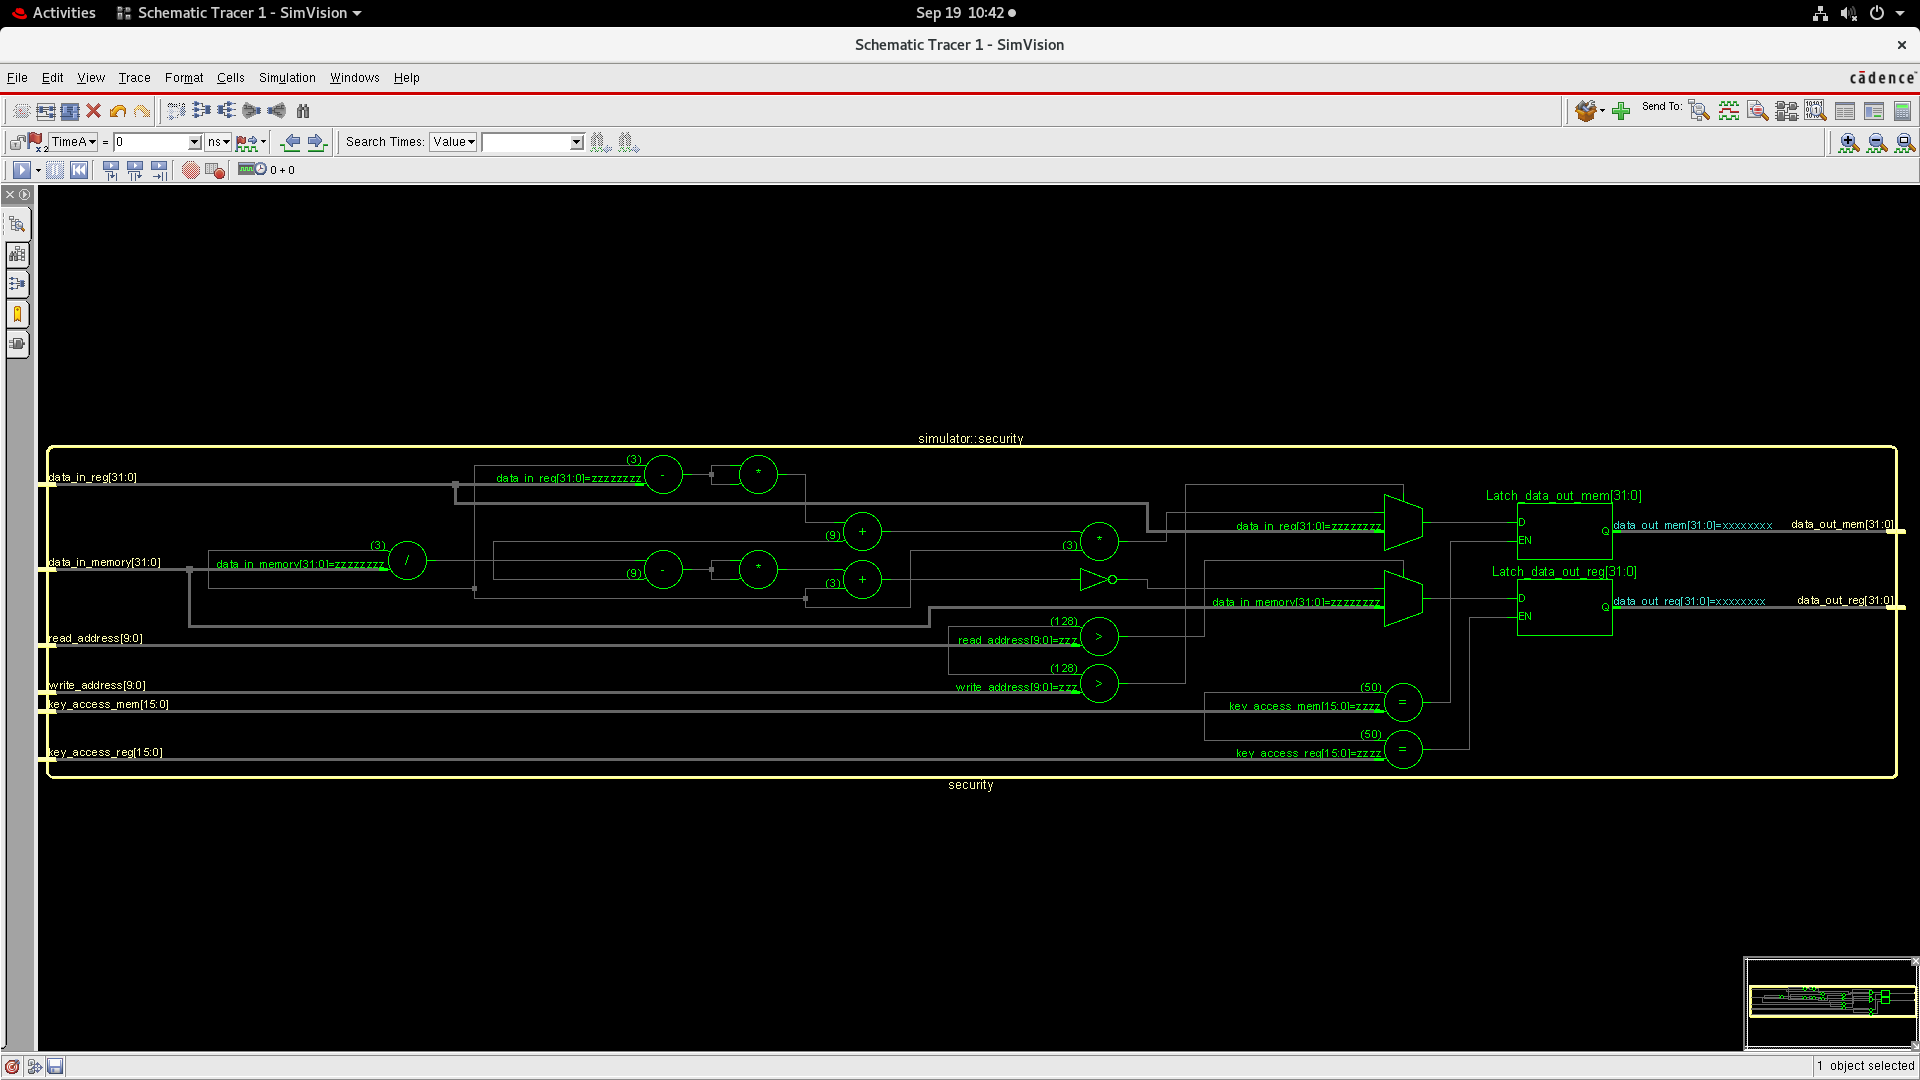 Activities
Schematic Tracer 1 - SimVision
Sep 19 10:42
Schematic Tracer 1 - SimVision
File Edit View Trace Format Cells Simulation Windows Help
cādence
Send To:
TimeA = 0 ns
Search Times: Value
0 + 0
simulator::security
data_in_reg[31:0]
(3)
data_in_reg[31:0]=zzzzzzzz
-
*
Latch_data_out_mem[31:0]
D
EN
Q
data_in_reg[31:0]=zzzzzzzz
data_out_mem[31:0]=xxxxxxxx
data_out_mem[31:0]
(9)
+
(3)
*
data_in_memory[31:0]
(3)
data_in_memory[31:0]=zzzzzzzz
/
(9)
-
*
(3)
+
Latch_data_out_reg[31:0]
D
EN
Q
data_in_memory[31:0]=zzzzzzzz
data_out_reg[31:0]=xxxxxxxx
data_out_reg[31:0]
read_address[9:0]
(128)
read_address[9:0]=zzz
>
write_address[9:0]
(128)
write_address[9:0]=zzz
>
key_access_mem[15:0]
(50)
key_access_mem[15:0]=zzzz
=
key_access_reg[15:0]
(50)
key_access_reg[15:0]=zzzz
=
security
1 object selected